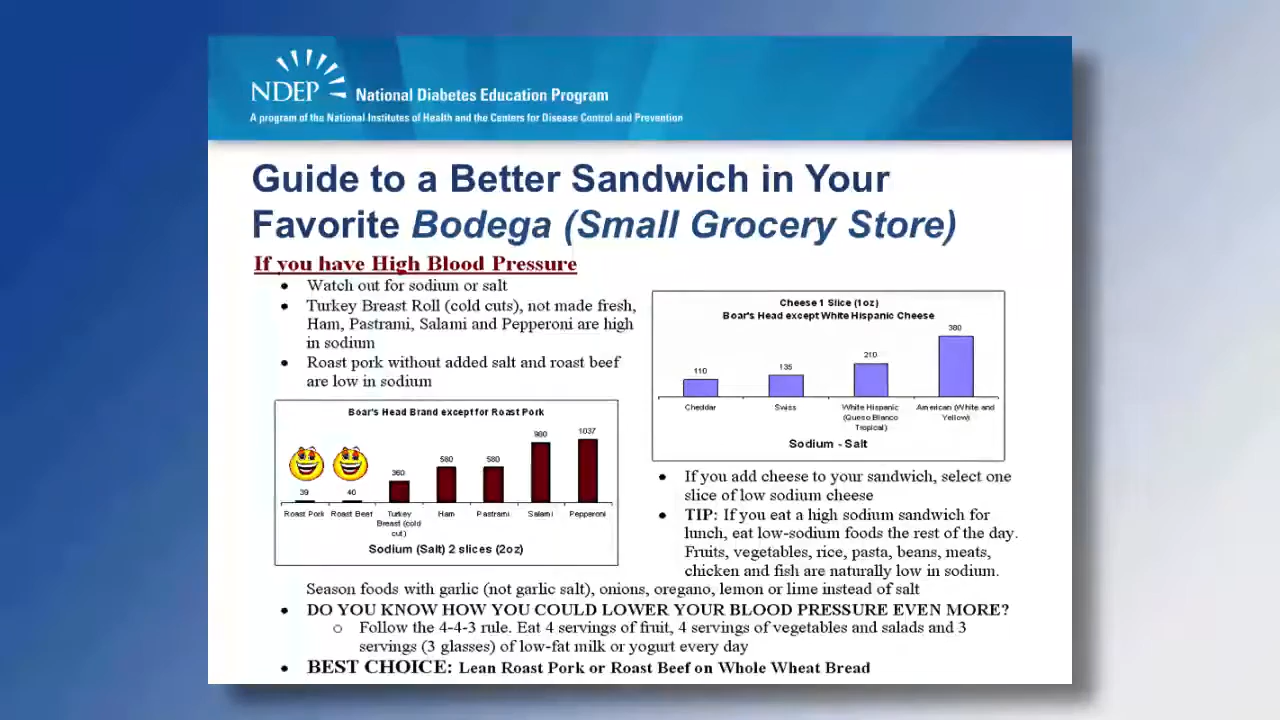 NDEP National Diabetes Education Program
A program of the National Institutes of Health and the Centers for Disease Control and Prevention
Guide to a Better Sandwich in Your
Favorite Bodega (Small Grocery Store)
If you have High Blood Pressure
• Watch out for sodium or salt
• Turkey Breast Roll (cold cuts), not made fresh,
Ham, Pastrami, Salami and Pepperoni are high
in sodium
• Roast pork without added salt and roast beef
are low in sodium
Boar's Head Brand except for Roast Pork
39 40 360 580 580 980 1037
Roast Pork Roast Beef Turkey Ham Pastrami Salami Pepperoni
Breast (cold
cut)
Sodium (Salt) 2 slices (2oz)
Cheese 1 Slice (1oz)
Boar's Head except White Hispanic Cheese
110 135 210 380
Cheddar Swiss White Hispanic American (White and
(Queso Blanco Yellow)
Tropical)
Sodium - Salt
• If you add cheese to your sandwich, select one
slice of low sodium cheese
• TIP: If you eat a high sodium sandwich for
lunch, eat low-sodium foods the rest of the day.
Fruits, vegetables, rice, pasta, beans, meats,
chicken and fish are naturally low in sodium.
Season foods with garlic (not garlic salt), onions, oregano, lemon or lime instead of salt
• DO YOU KNOW HOW YOU COULD LOWER YOUR BLOOD PRESSURE EVEN MORE?
o Follow the 4-4-3 rule. Eat 4 servings of fruit, 4 servings of vegetables and salads and 3
servings (3 glasses) of low-fat milk or yogurt every day
• BEST CHOICE: Lean Roast Pork or Roast Beef on Whole Wheat Bread